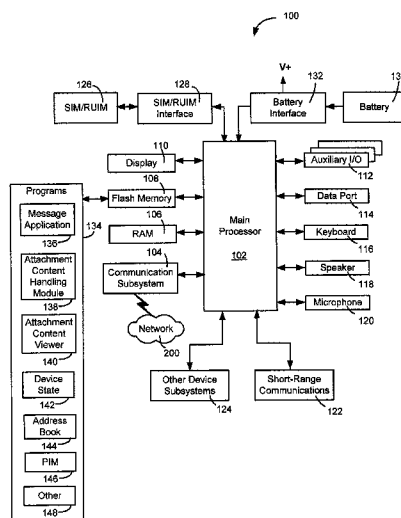 100
V+
126
128
132
13
SIM/RUIM
SIM/RUIM
Interface
Battery
Interface
Battery
110
Display
Auxiliary I/O
112
Programs
108
Flash Memory
Data Port
114
Message
Application
136
134
106
RAM
Main
Processor
102
Keyboard
116
104
Communication
Subsystem
Speaker
118
Attachment
Content
Handling
Module
138
Microphone
120
Network
200
Attachment
Content
Viewer
140
Other Device
Subsystems
124
Short-Range
Communications
122
Device
State
142
Address
Book
144
PIM
146
Other
148